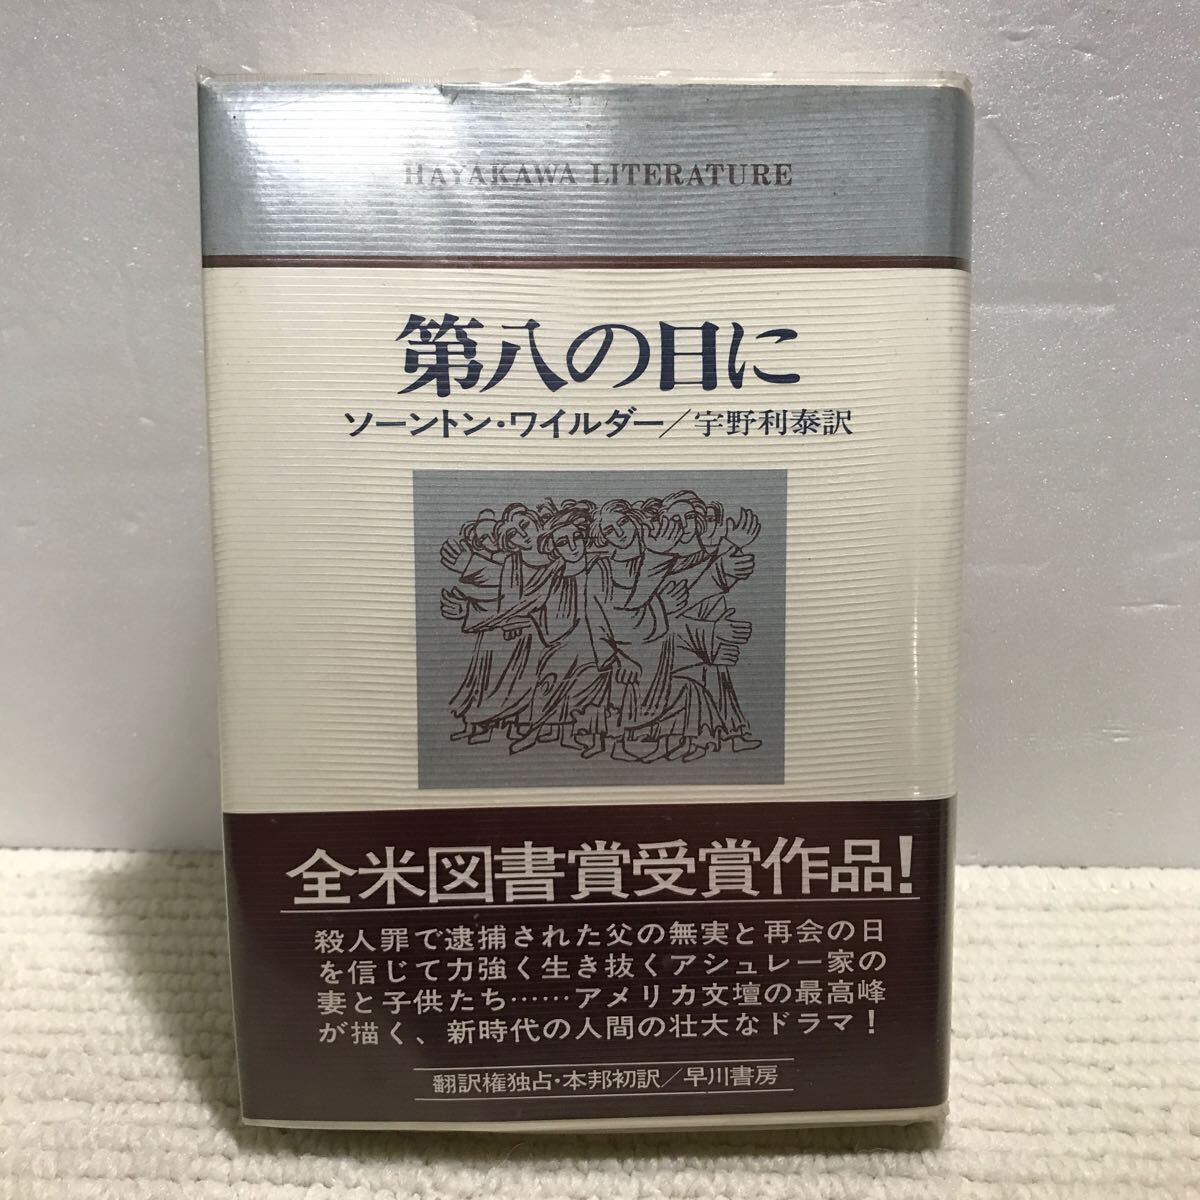 HAYAKAWA LITERATURE
第八の日に
ソーントン・ワイルダー／宇野利泰訳
全米図書賞受賞作品!
殺人罪で逮捕された父の無実と再会の日
を信じて力強く生き抜くアシュレー家の
妻と子供たち……アメリカ文壇の最高峰
が描く、新時代の人間の壮大なドラマ!
翻訳権独占・本邦初訳／早川書房